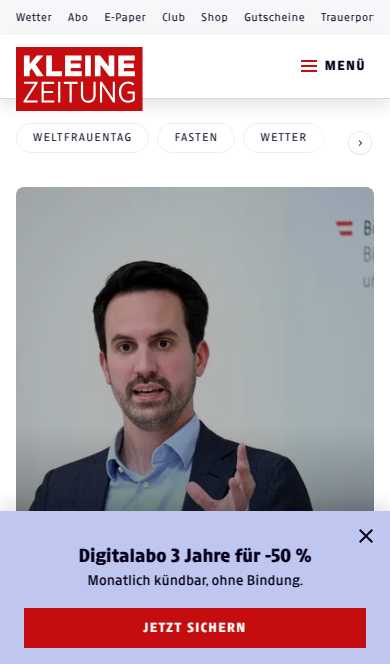 Wetter Abo E-Paper Club Shop Gutscheine
KLEINE
ZEITUNG
MENÜ
WELTFRAUENTAG FASTEN WETTER
Digitalabo 3 Jahre für -50 %
Monatlich kündbar, ohne Bindung.
JETZT SICHERN